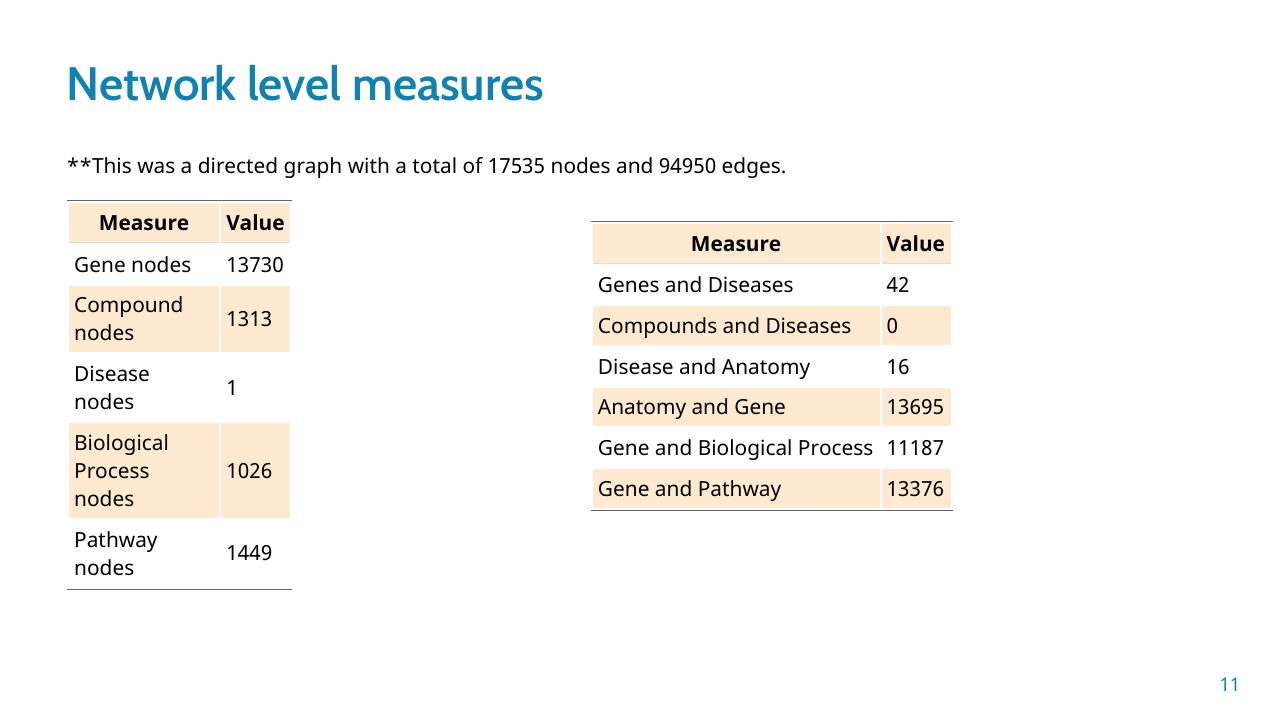 Network level measures
**This was a directed graph with a total of 17535 nodes and 94950 edges.
Measure Value
Gene nodes 13730
Compound
nodes 1313
Disease
nodes 1
Biological
Process
nodes 1026
Pathway
nodes 1449
Measure Value
Genes and Diseases 42
Compounds and Diseases 0
Disease and Anatomy 16
Anatomy and Gene 13695
Gene and Biological Process 11187
Gene and Pathway 13376
11